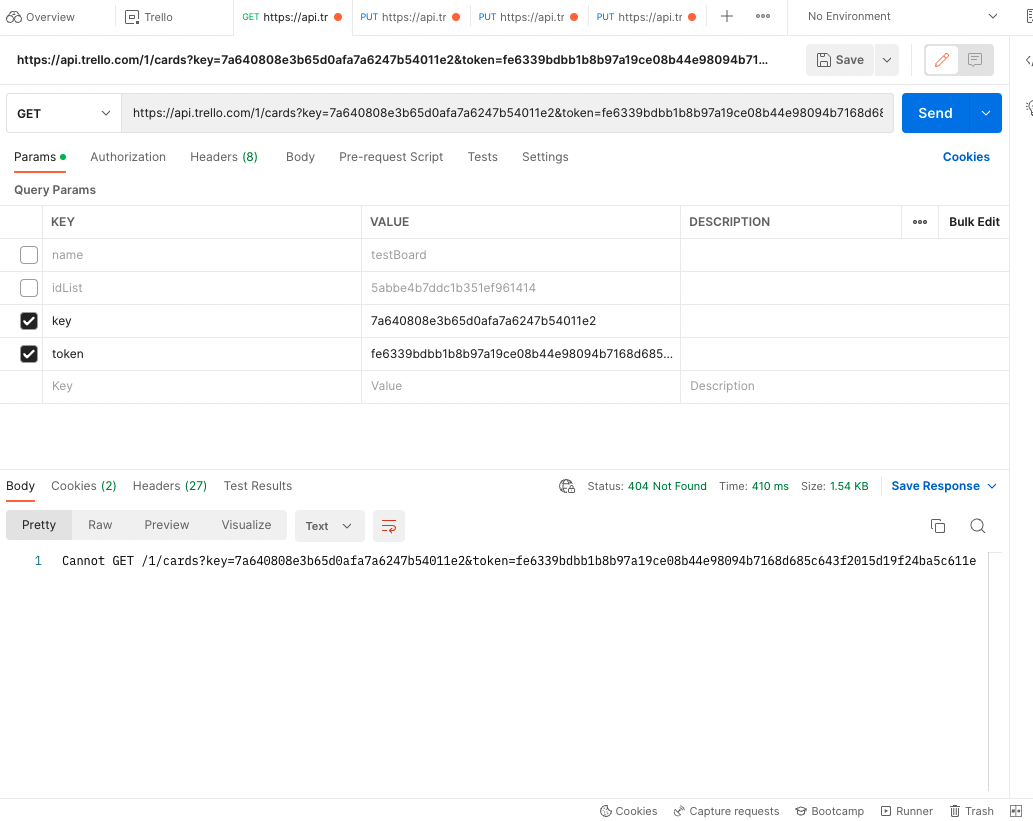 Overview Trello GET https://api.tr PUT https://api.tr PUT https://api.tr PUT https://api.tr No Environment
https://api.trello.com/1/cards?key=7a640808e3b65d0afa7a6247b54011e2&token=fe6339bdbb1b8b97a19ce08b44e98094b71... Save
GET https://api.trello.com/1/cards?key=7a640808e3b65d0afa7a6247b54011e2&token=fe6339bdbb1b8b97a19ce08b44e98094b7168d68 Send
Params Authorization Headers (8) Body Pre-request Script Tests Settings Cookies
Query Params
KEY VALUE DESCRIPTION Bulk Edit
name testBoard
idList 5abbe4b7ddc1b351ef961414
key 7a640808e3b65d0afa7a6247b54011e2
token fe6339bdbb1b8b97a19ce08b44e98094b7168d685...
Key Value Description
Body Cookies (2) Headers (27) Test Results Status: 404 Not Found Time: 410 ms Size: 1.54 KB Save Response
Pretty Raw Preview Visualize Text
1 Cannot GET /1/cards?key=7a640808e3b65d0afa7a6247b54011e2&token=fe6339bdbb1b8b97a19ce08b44e98094b7168d685c643f2015d19f24ba5c611e
Cookies Capture requests Bootcamp Runner Trash